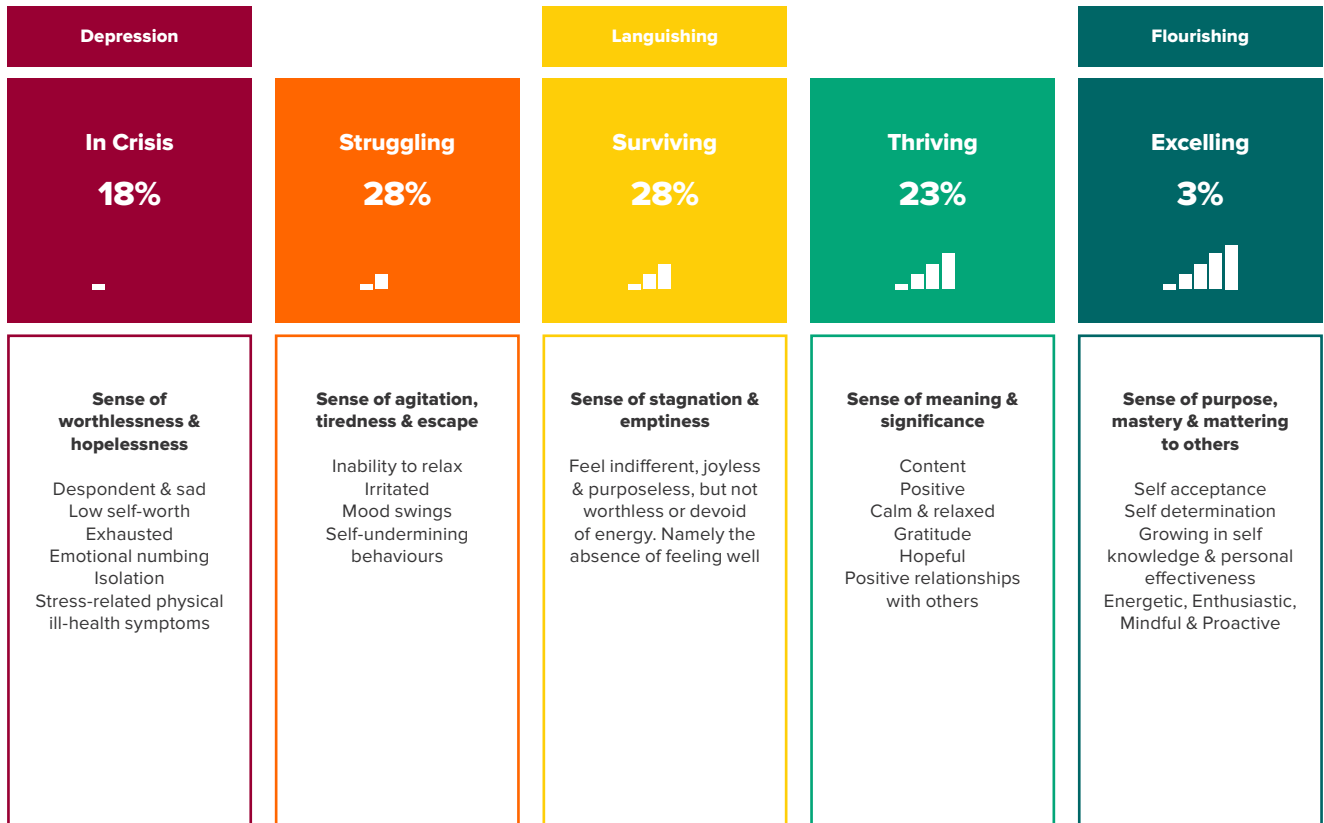 Depression
Languishing
Flourishing
In Crisis
18%
Struggling
28%
Surviving
28%
Thriving
23%
Excelling
3%
Sense of
worthlessness &
hopelessness
Despondent & sad
Low self-worth
Exhausted
Emotional numbing
Isolation
Stress-related physical
ill-health symptoms
Sense of agitation,
tiredness & escape
Inability to relax
Irritated
Mood swings
Self-undermining
behaviours
Sense of stagnation &
emptiness
Feel indifferent, joyless
& purposeless, but not
worthless or devoid
of energy. Namely the
absence of feeling well
Sense of meaning &
significance
Content
Positive
Calm & relaxed
Gratitude
Hopeful
Positive relationships
with others
Sense of purpose,
mastery & mattering
to others
Self acceptance
Self determination
Growing in self
knowledge & personal
effectiveness
Energetic, Enthusiastic,
Mindful & Proactive